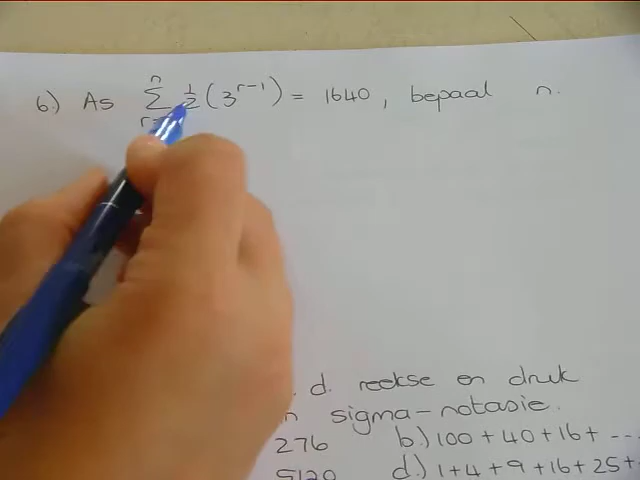 6.) As n Σ r= 1/2 (3^(r-1)) = 1640, bepaal n.
d. reekse en druk
n sigma-notasie.
276 b.) 100 + 40 + 16 + ...
5120 d.) 1 + 4 + 9 + 16 + 25 +